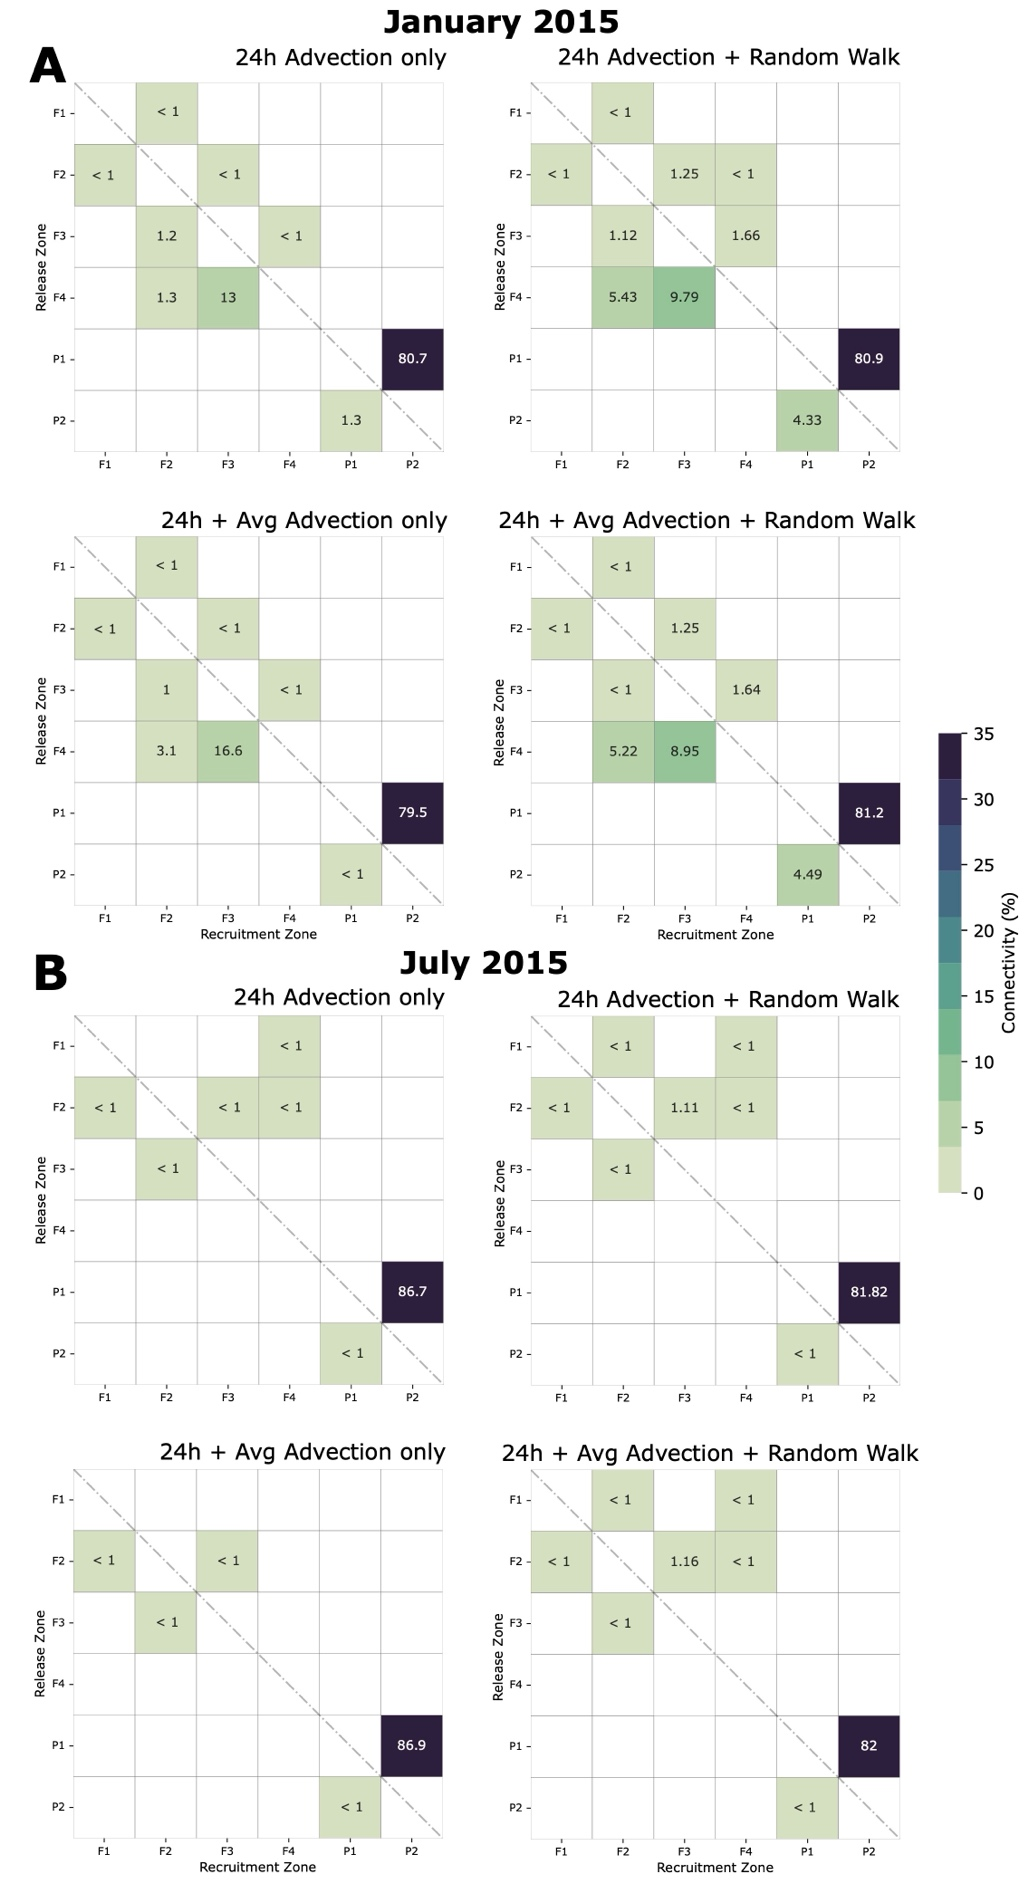 January 2015
A
24h Advection only
24h Advection + Random Walk
Release Zone
F1 < 1
F2 < 1 < 1
F3 1.2 < 1
F4 1.3 13
P1 80.7
P2 1.3
F1 F2 F3 F4 P1 P2
Release Zone
F1 < 1
F2 < 1 1.25 < 1
F3 1.12 1.66
F4 5.43 9.79
P1 80.9
P2 4.33
F1 F2 F3 F4 P1 P2
24h + Avg Advection only
24h + Avg Advection + Random Walk
Release Zone
F1 < 1
F2 < 1 < 1
F3 1 < 1
F4 3.1 16.6
P1 79.5
P2 < 1
F1 F2 F3 F4 P1 P2
Recruitment Zone
Release Zone
F1 < 1
F2 < 1 1.25
F3 < 1 1.64
F4 5.22 8.95
P1 81.2
P2 4.49
F1 F2 F3 F4 P1 P2
Recruitment Zone
35
30
25
20
15
10
5
0
Connectivity (%)
B
July 2015
24h Advection only
24h Advection + Random Walk
Release Zone
F1 < 1
F2 < 1 < 1 < 1
F3 < 1
F4
P1 86.7
P2 < 1
F1 F2 F3 F4 P1 P2
Release Zone
F1 < 1 < 1
F2 < 1 1.11 < 1
F3 < 1
F4
P1 81.82
P2 < 1
F1 F2 F3 F4 P1 P2
24h + Avg Advection only
24h + Avg Advection + Random Walk
Release Zone
F1
F2 < 1 < 1
F3 < 1
F4
P1 86.9
P2 < 1
F1 F2 F3 F4 P1 P2
Recruitment Zone
Release Zone
F1 < 1 < 1
F2 < 1 1.16 < 1
F3 < 1
F4
P1 82
P2 < 1
F1 F2 F3 F4 P1 P2
Recruitment Zone